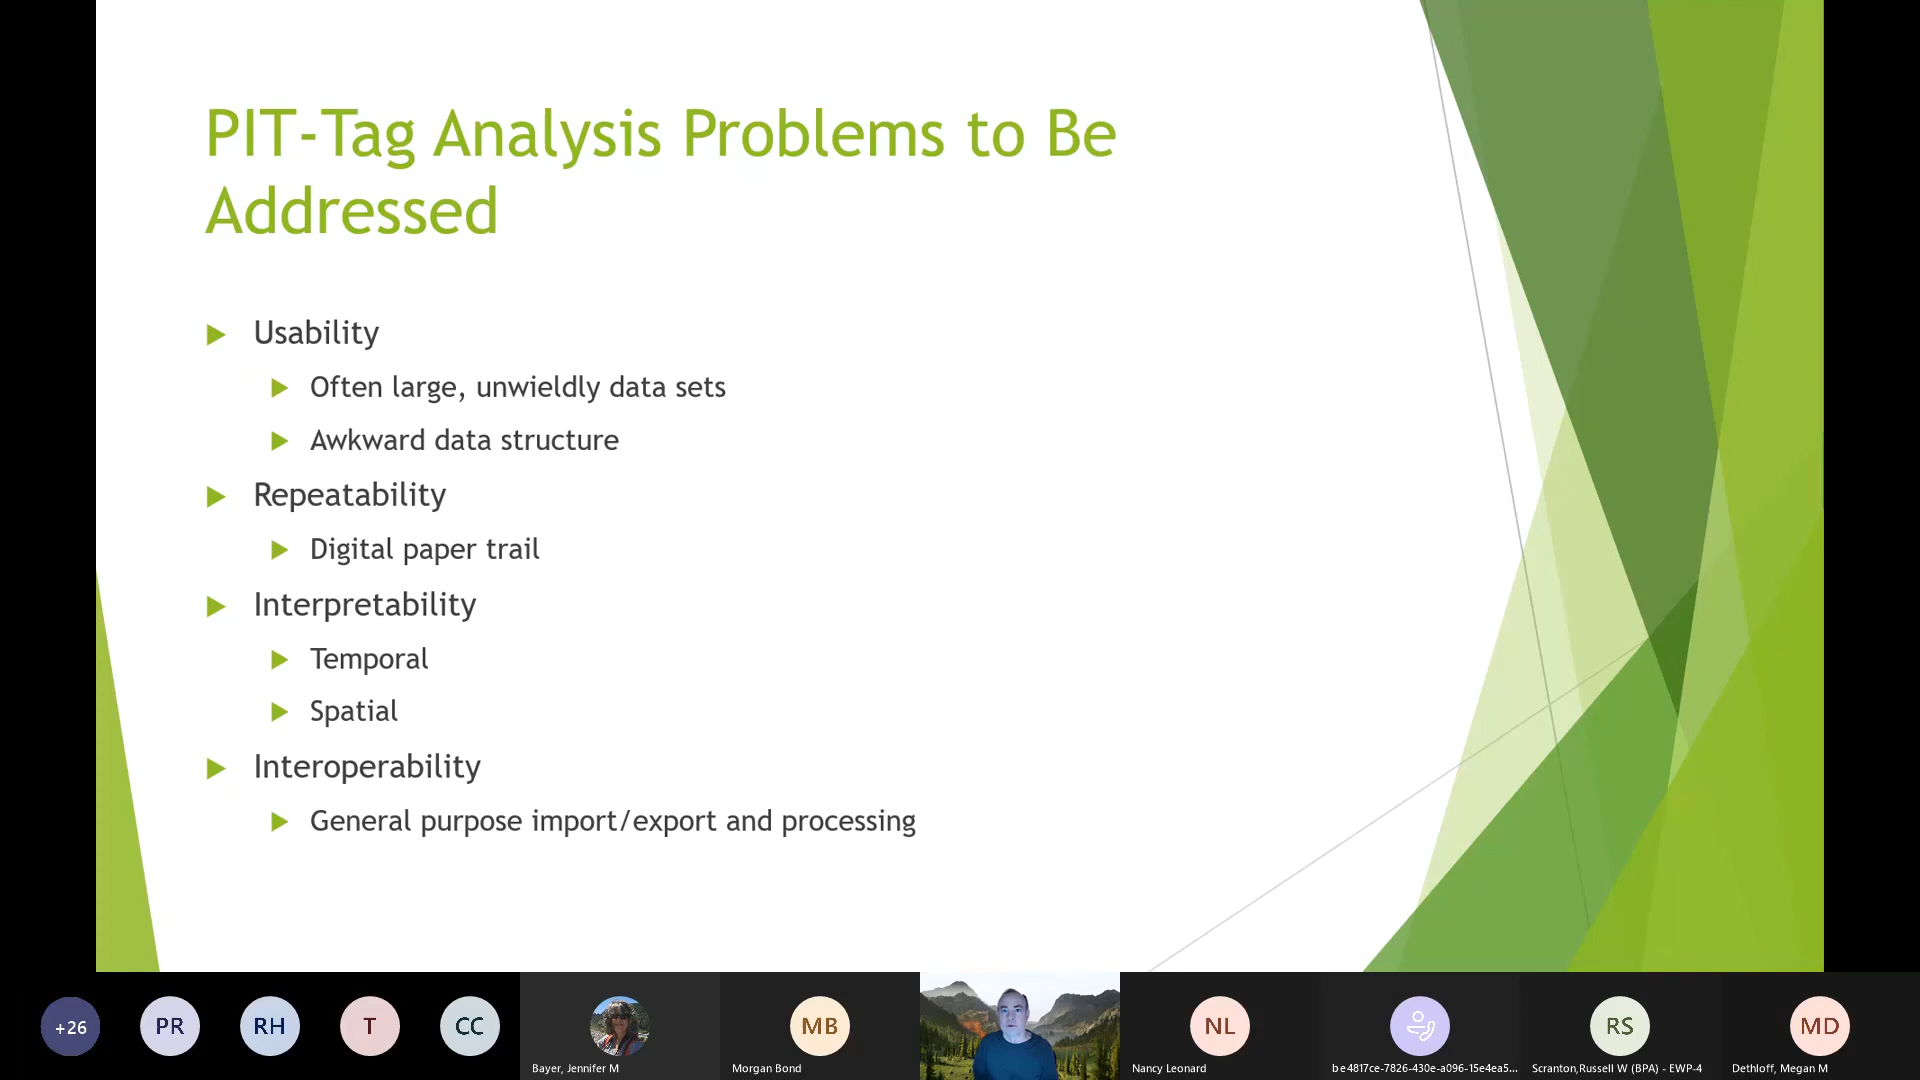 PIT-Tag Analysis Problems to Be
Addressed
Usability
Often large, unwieldly data sets
Awkward data structure
Repeatability
Digital paper trail
Interpretability
Temporal
Spatial
Interoperability
General purpose import/export and processing
+26
PR
RH
T
CC
Bayer, Jennifer M
MB
Morgan Bond
NL
Nancy Leonard
be4817ce-7826-430e-a096-15e4ea5...
RS
Scranton,Russell W (BPA) - EWP-4
MD
Dethloff, Megan M